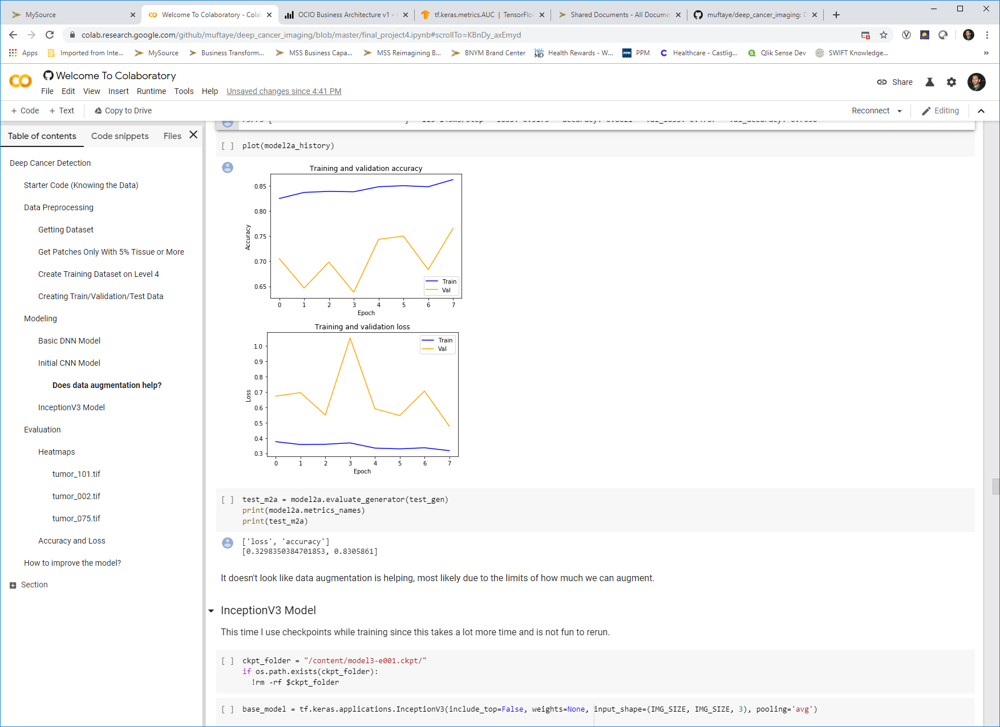 MySource
Welcome To Colaboratory - Cola
OCIO Business Architecture v1 -
tf.keras.metrics.AUC | TensorFlow
Shared Documents - All Docume
muftaye/deep_cancer_imaging: D
colab.research.google.com/github/muftaye/deep_cancer_imaging/blob/master/final_project4.ipynb#scrollTo=KBnDy_axEmyd
Apps
Imported from Inte...
MySource
Business Transform...
MSS Business Capa...
MSS Reimagining B...
BNYM Brand Center
Health Rewards - W...
PPM
PPM
Healthcare - Castlig...
Qlik Sense Dev
SWIFT Knowledge...
Welcome To Colaboratory
File Edit View Insert Runtime Tools Help Unsaved changes since 4:41 PM
Share
+ Code + Text Copy to Drive
Reconnect
Editing
Table of contents Code snippets Files
Deep Cancer Detection
Starter Code (Knowing the Data)
Data Preprocessing
Getting Dataset
Get Patches Only With 5% Tissue or More
Create Training Dataset on Level 4
Creating Train/Validation/Test Data
Modeling
Basic DNN Model
Initial CNN Model
Does data augmentation help?
InceptionV3 Model
Evaluation
Heatmaps
tumor_101.tif
tumor_002.tif
tumor_075.tif
Accuracy and Loss
How to improve the model?
Section
[ ] plot(model2a_history)
Training and validation accuracy
0.85
0.80
0.75
0.70
0.65
Accuracy
Train
Val
0 1 2 3 4 5 6 7
Epoch
Training and validation loss
Train
Val
1.0
0.9
0.8
0.7
0.6
0.5
0.4
0.3
Loss
0 1 2 3 4 5 6 7
Epoch
[ ] test_m2a = model2a.evaluate_generator(test_gen)
print(model2a.metrics_names)
print(test_m2a)
['loss', 'accuracy']
[0.3298350384701853, 0.8305861]
It doesn't look like data augmentation is helping, most likely due to the limits of how much we can augment.
InceptionV3 Model
This time I use checkpoints while training since this takes a lot more time and is not fun to rerun.
[ ] ckpt_folder = "/content/model3-e001.ckpt/"
if os.path.exists(ckpt_folder):
!rm -rf $ckpt_folder
[ ] base_model = tf.keras.applications.InceptionV3(include_top=False, weights=None, input_shape=(IMG_SIZE, IMG_SIZE, 3), pooling='avg')